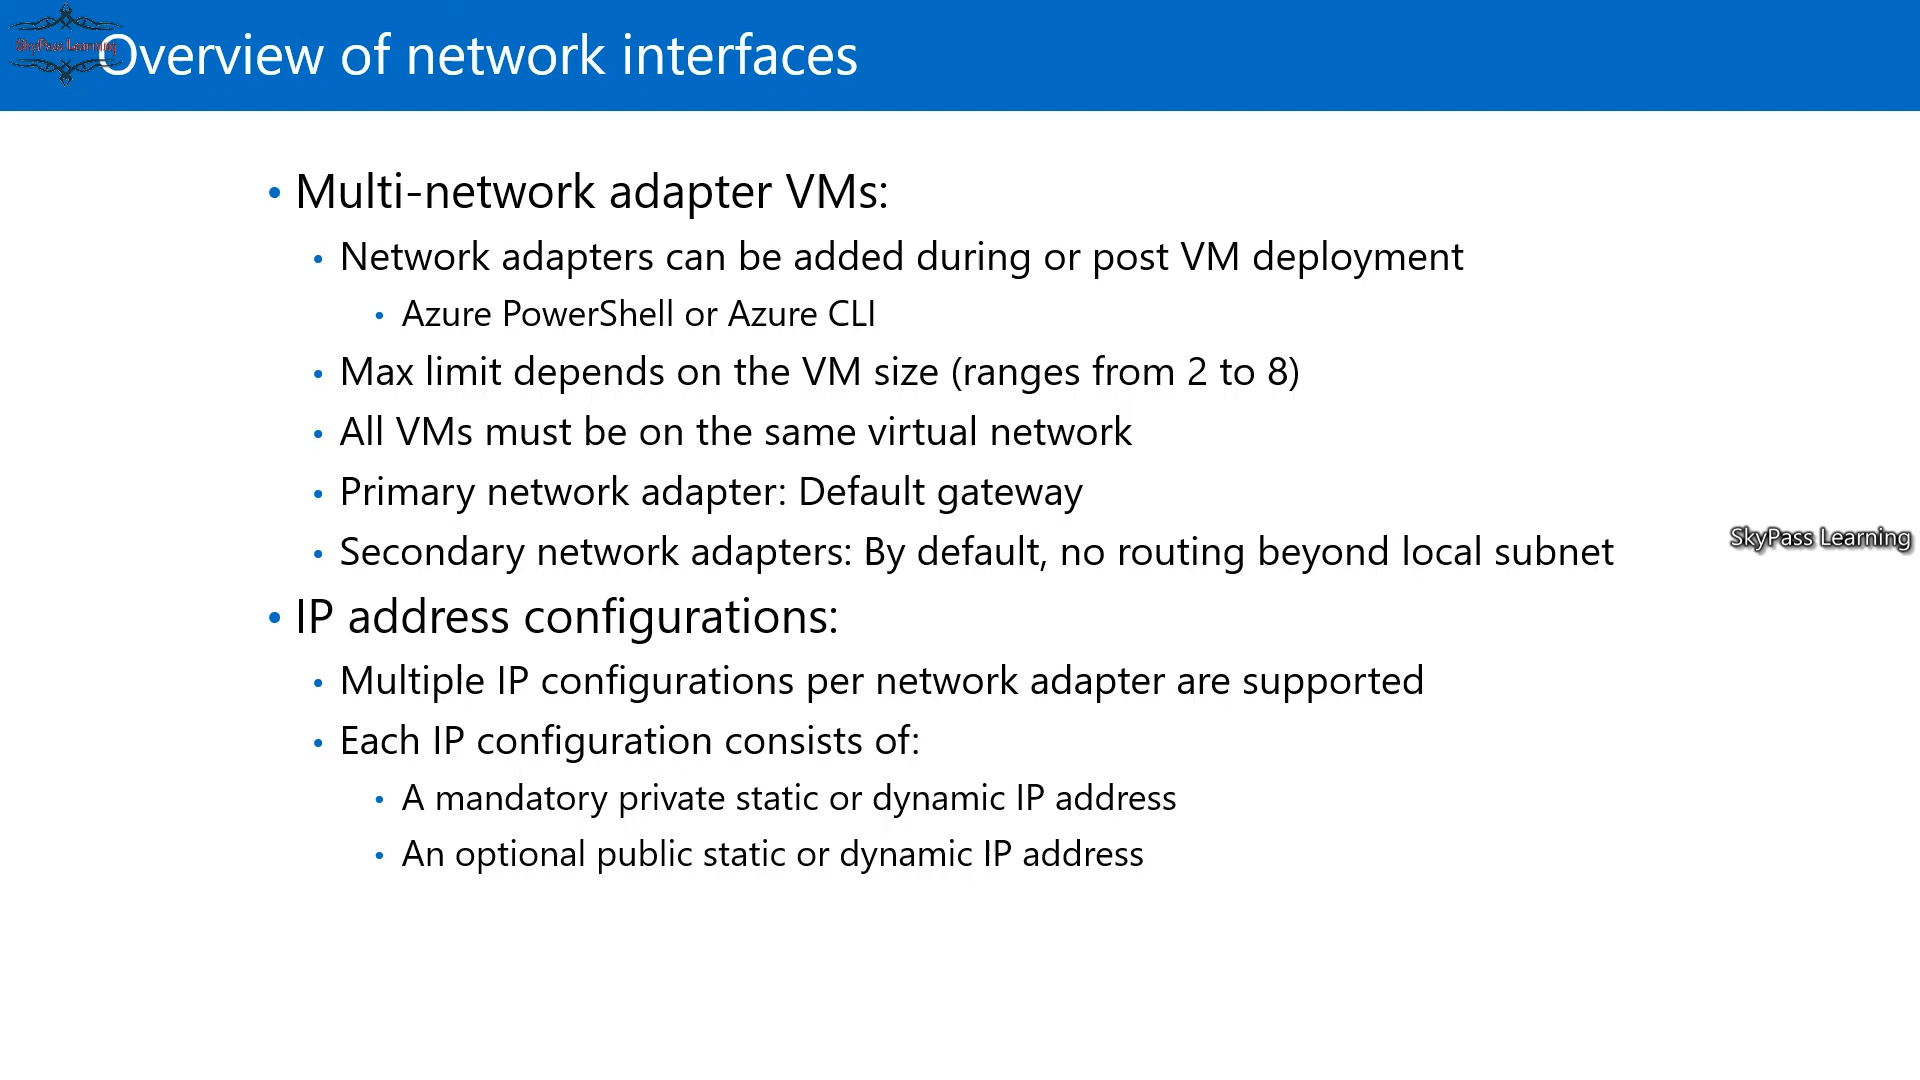 SkyPass Learning
Overview of network interfaces
• Multi-network adapter VMs:
• Network adapters can be added during or post VM deployment
• Azure PowerShell or Azure CLI
• Max limit depends on the VM size (ranges from 2 to 8)
• All VMs must be on the same virtual network
• Primary network adapter: Default gateway
• Secondary network adapters: By default, no routing beyond local subnet
SkyPass Learning
• IP address configurations:
• Multiple IP configurations per network adapter are supported
• Each IP configuration consists of:
• A mandatory private static or dynamic IP address
• An optional public static or dynamic IP address